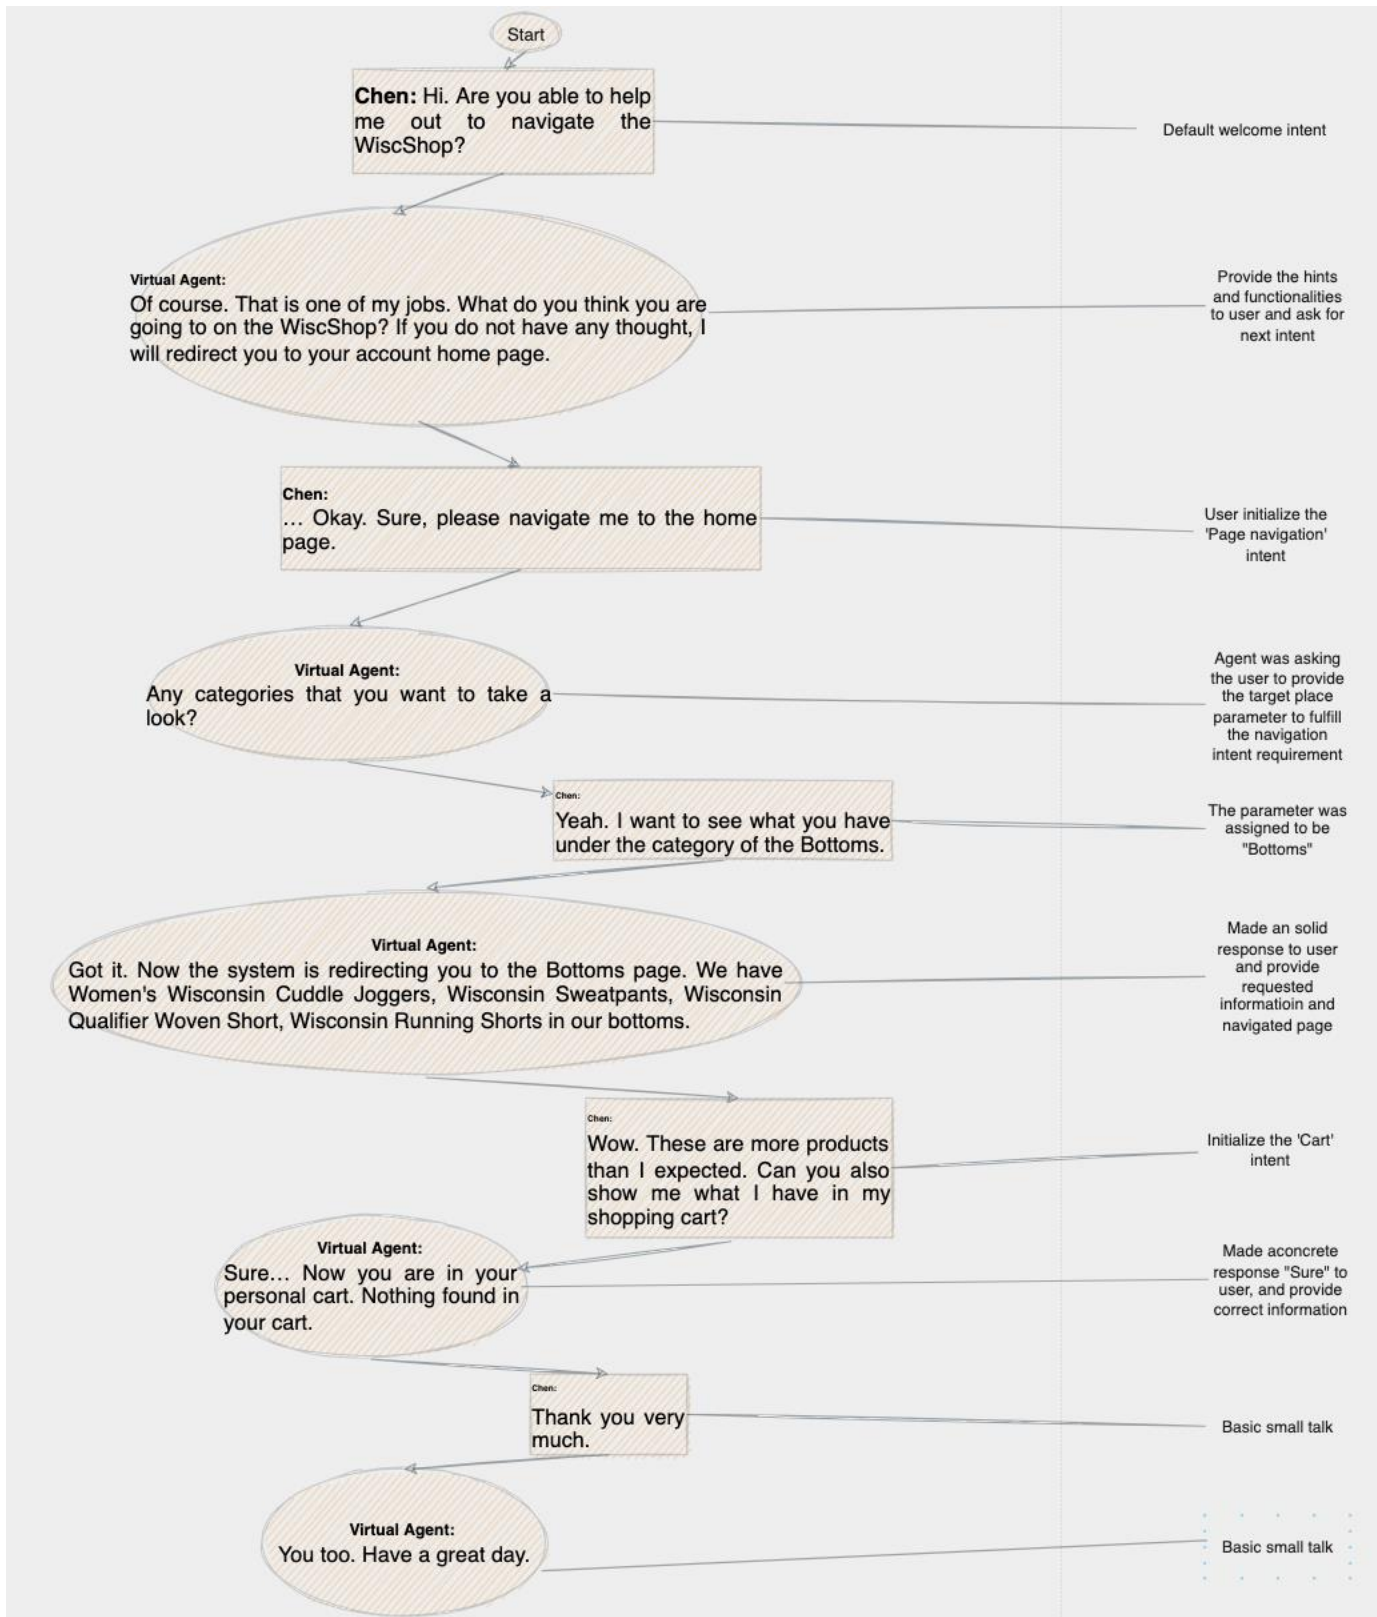 Start
Chen: Hi. Are you able to help
me out to navigate the
WiscShop?
Default welcome intent
Virtual Agent:
Of course. That is one of my jobs. What do you think you are
going to on the WiscShop? If you do not have any thought, I
will redirect you to your account home page.
Provide the hints
and functionalities
to user and ask for
next intent
Chen:
... Okay. Sure, please navigate me to the home
page.
User initialize the
'Page navigation'
intent
Virtual Agent:
Any categories that you want to take a
look?
Agent was asking
the user to provide
the target place
parameter to fulfill
the navigation
intent requirement
Chen:
Yeah. I want to see what you have
under the category of the Bottoms.
The parameter was
assigned to be
"Bottoms"
Virtual Agent:
Got it. Now the system is redirecting you to the Bottoms page. We have
Women's Wisconsin Cuddle Joggers, Wisconsin Sweatpants, Wisconsin
Qualifier Woven Short, Wisconsin Running Shorts in our bottoms.
Made an solid
response to user
and provide
requested
informatioin and
navigated page
Chen:
Wow. These are more products
than I expected. Can you also
show me what I have in my
shopping cart?
Initialize the 'Cart'
intent
Virtual Agent:
Sure... Now you are in your
personal cart. Nothing found in
your cart.
Made aconcrete
response "Sure" to
user, and provide
correct information
Chen:
Thank you very
much.
Basic small talk
Virtual Agent:
You too. Have a great day.
Basic small talk